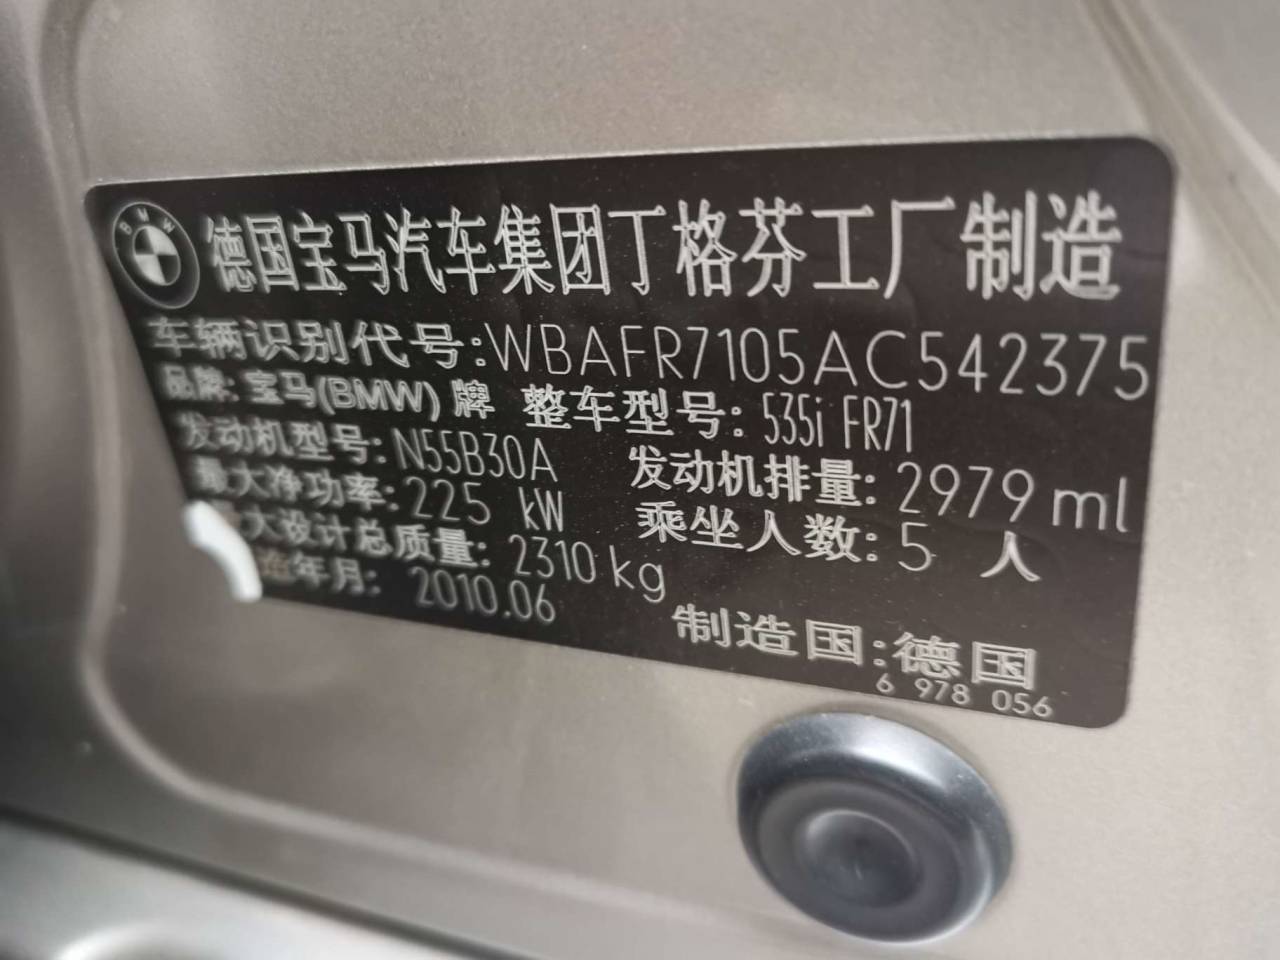 BMW 德国宝马汽车集团丁格芬工厂制造
车辆识别代号:WBAFR7105AC542375
品牌: 宝马(BMW) 牌 整车型号: 535i FR71
发动机型号: N55B30A 发动机排量: 2979 ml
最大净功率: 225 kW 乘坐人数: 5 人
大设计总质量: 2310 kg
造年月: 2010.06 制造国: 德国
6 978 056